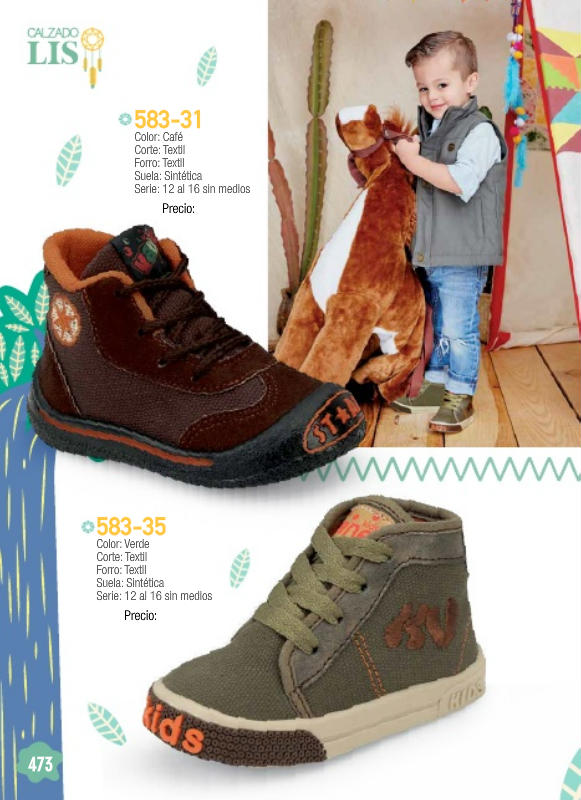 CALZADO
LIS
583-31
Color: Café
Corte: Textil
Forro: Textil
Suela: Sintética
Serie: 12 al 16 sin medios
Precio:
STAR
583-35
Color: Verde
Corte: Textil
Forro: Textil
Suela: Sintética
Serie: 12 al 16 sin medios
Precio:
KIDS
kids
473